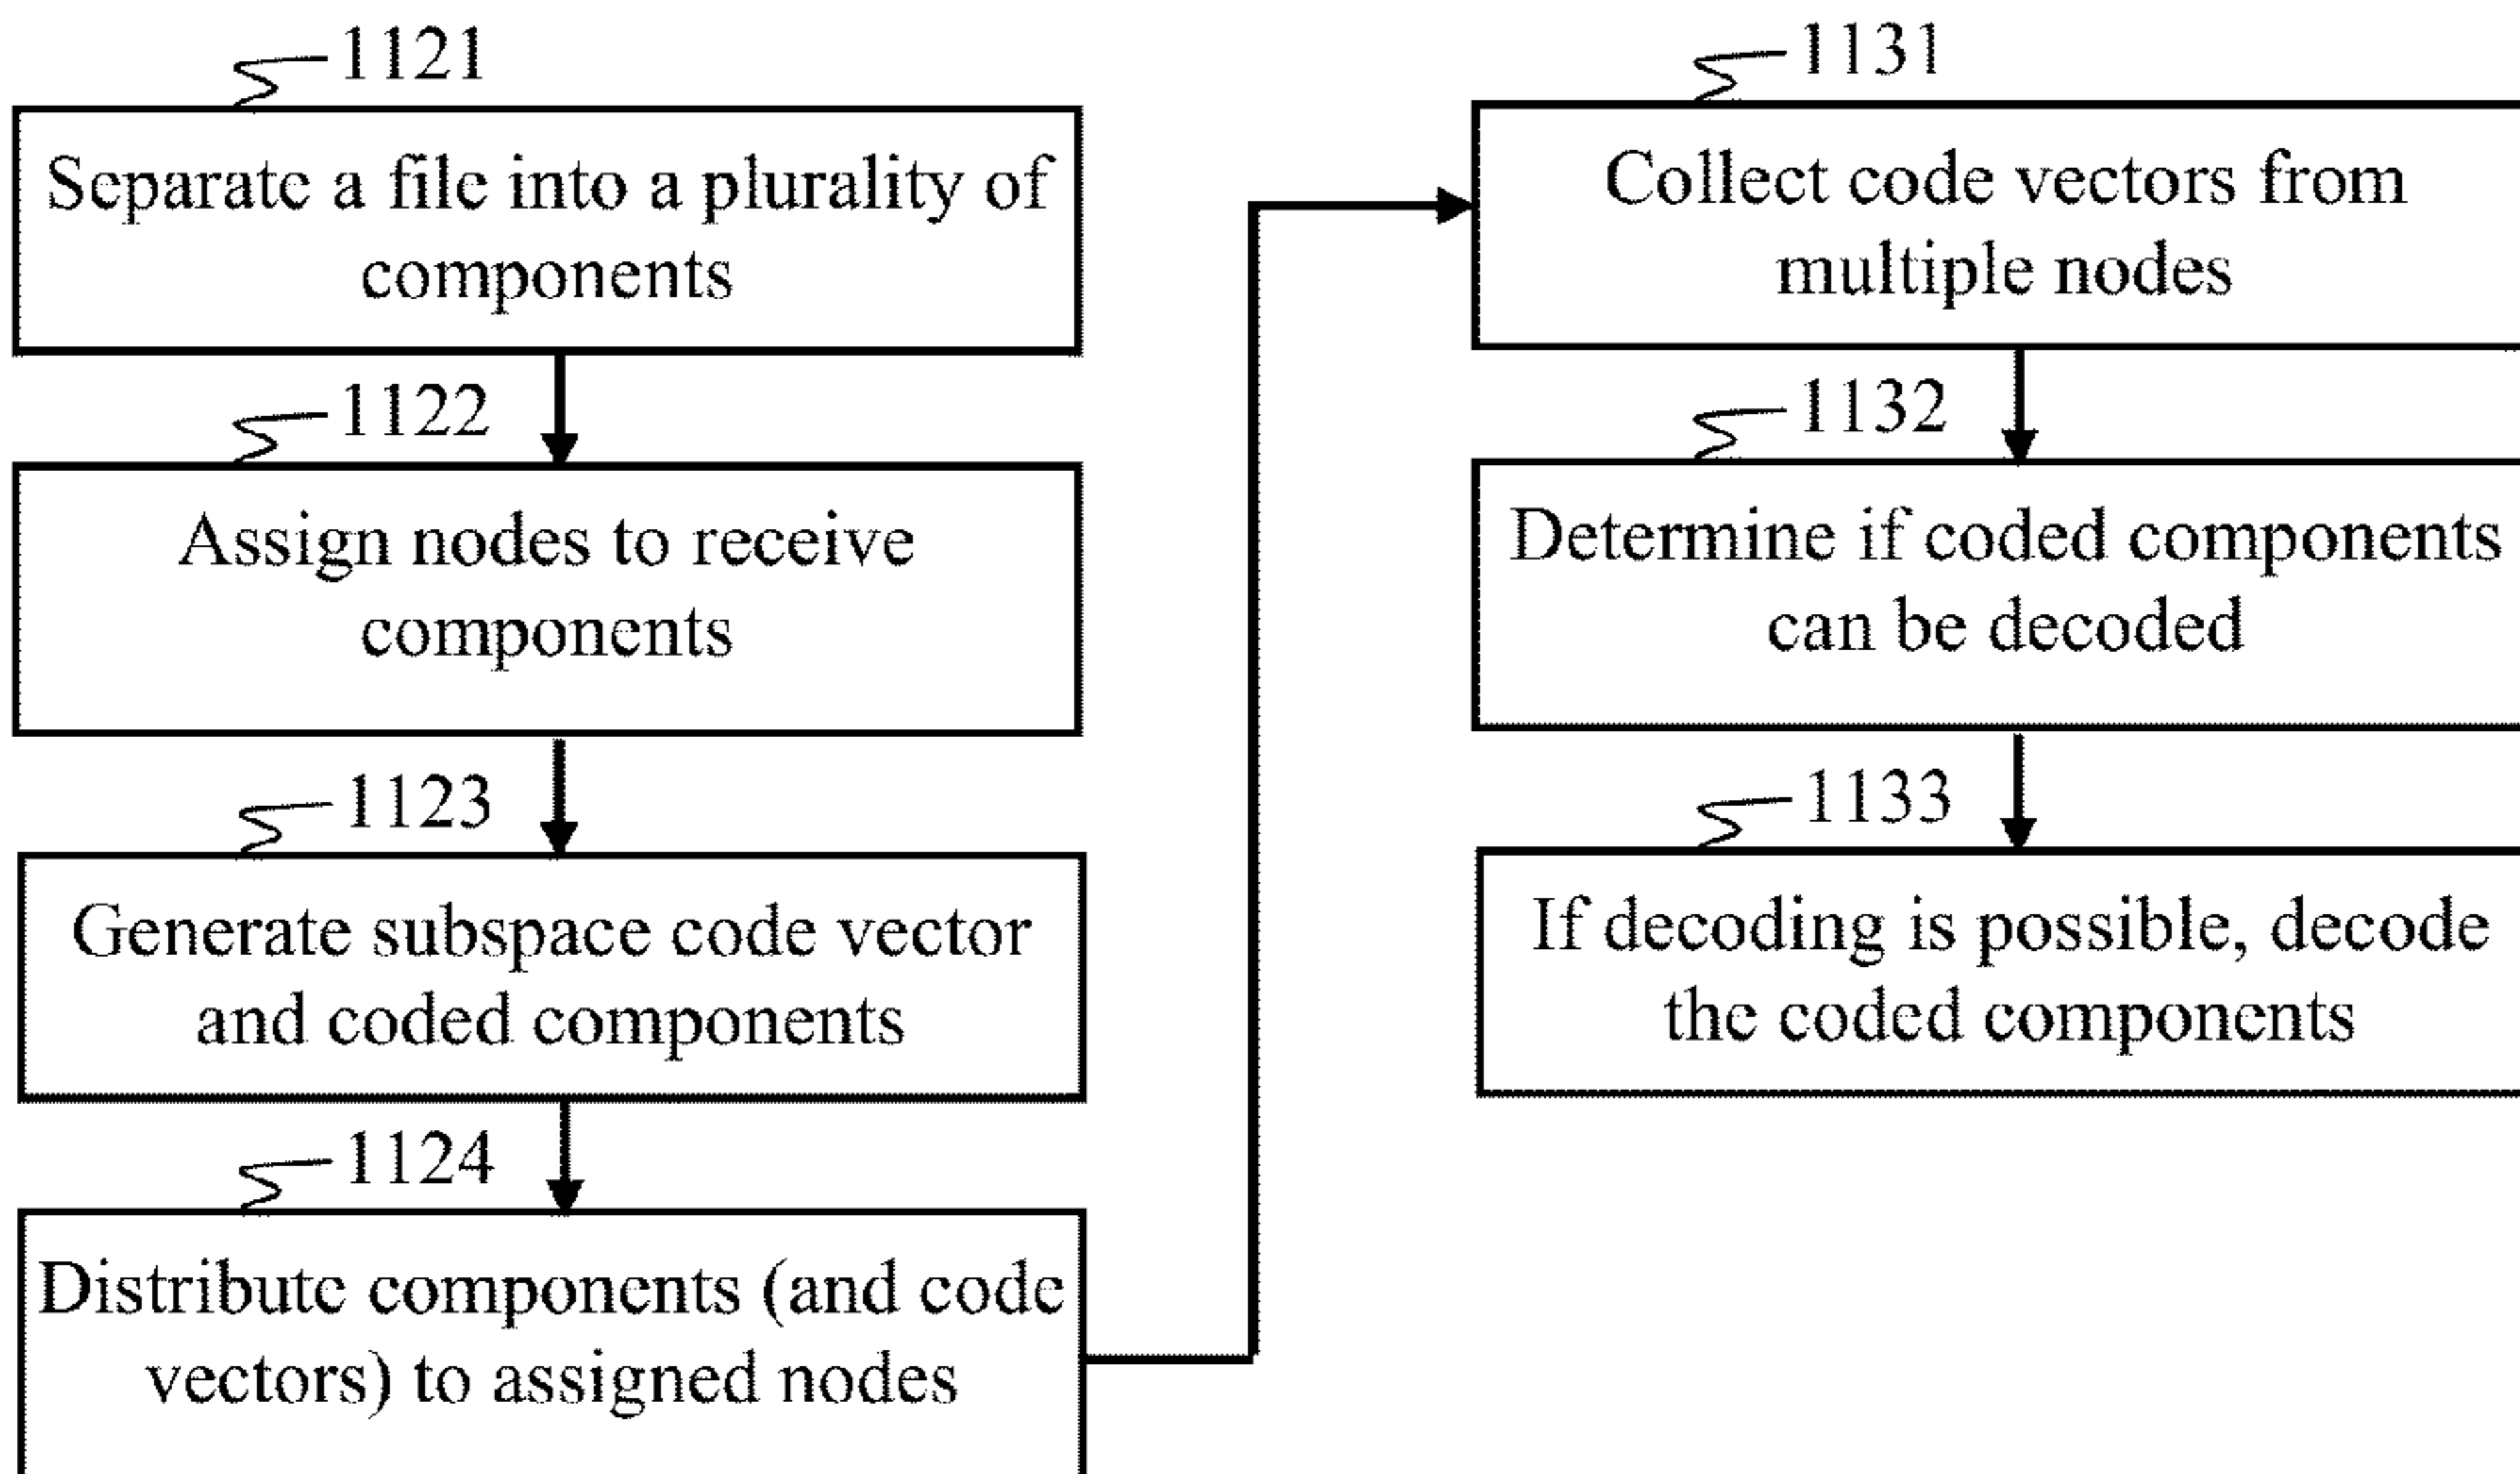 1121
Separate a file into a plurality of
components
1122
Assign nodes to receive
components
1123
Generate subspace code vector
and coded components
1124
Distribute components (and code
vectors) to assigned nodes
1131
Collect code vectors from
multiple nodes
1132
Determine if coded components
can be decoded
1133
If decoding is possible, decode
the coded components